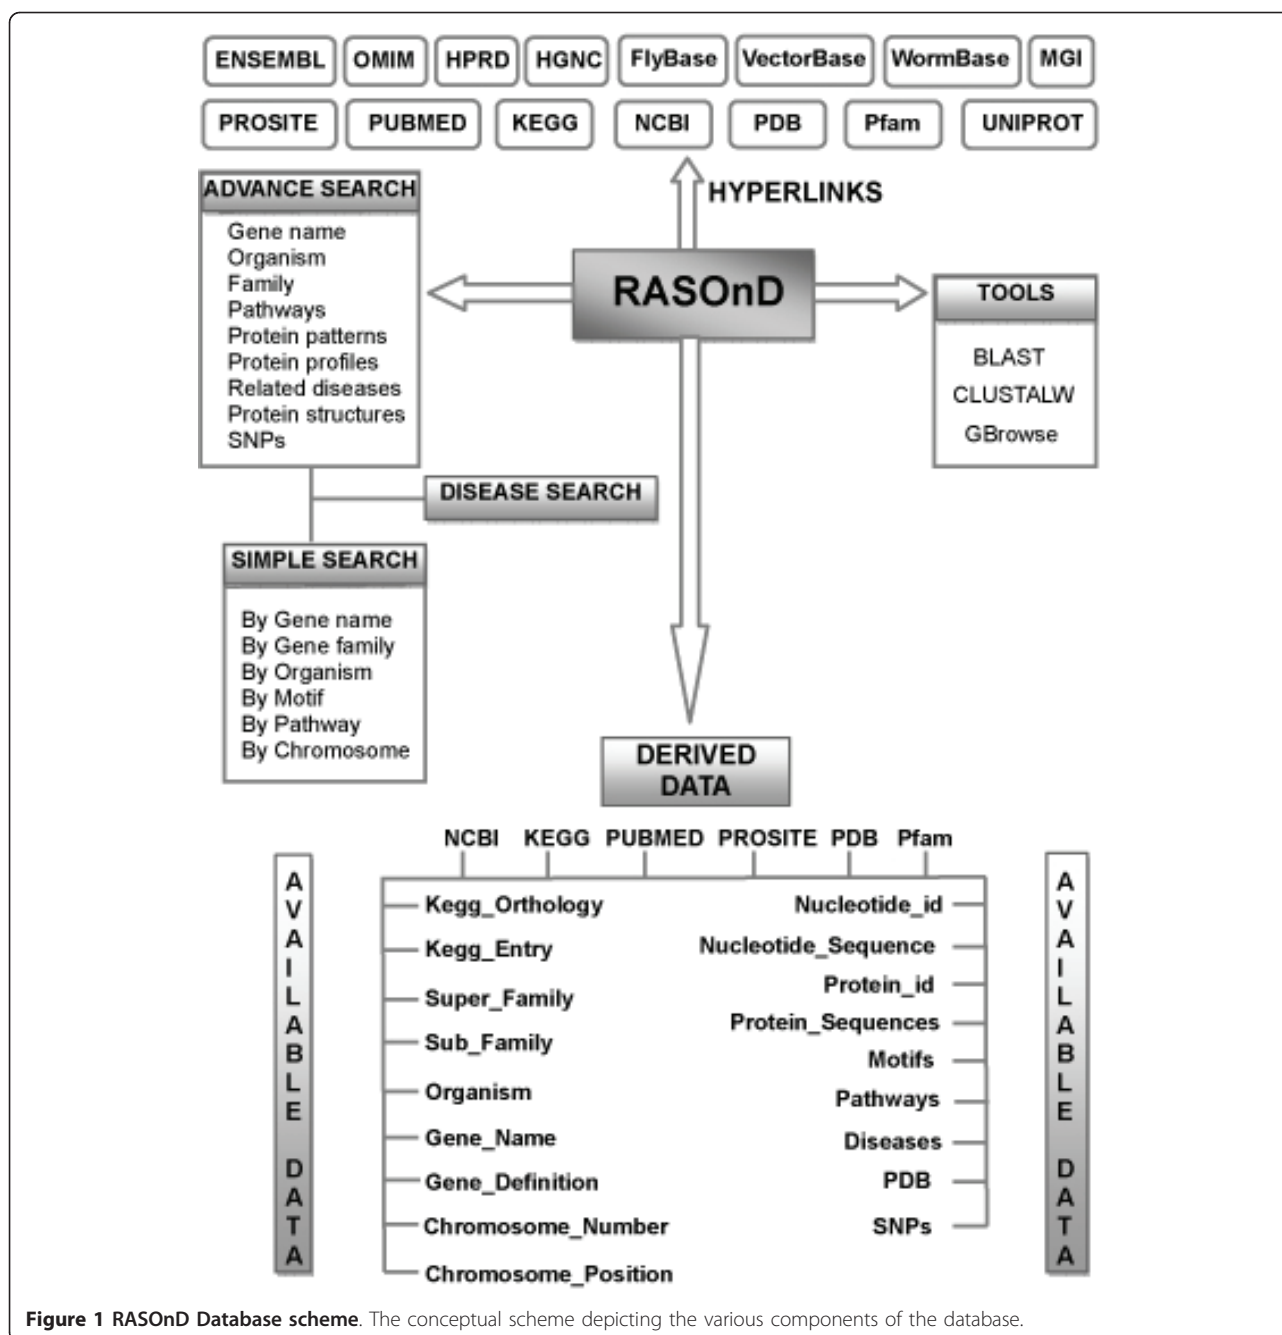 ENSEMBL OMIM HPRD HGNC FlyBase VectorBase WormBase MGI
PROSITE PUBMED KEGG NCBI PDB Pfam UNIPROT
HYPERLINKS
RASOnD
ADVANCE SEARCH
Gene name
Organism
Family
Pathways
Protein patterns
Protein profiles
Related diseases
Protein structures
SNPs
TOOLS
BLAST
CLUSTALW
GBrowse
DISEASE SEARCH
SIMPLE SEARCH
By Gene name
By Gene family
By Organism
By Motif
By Pathway
By Chromosome
DERIVED
DATA
NCBI KEGG PUBMED PROSITE PDB Pfam
AVAILABLE DATA
Kegg_Orthology
Kegg_Entry
Super_Family
Sub_Family
Organism
Gene_Name
Gene_Definition
Chromosome_Number
Chromosome_Position
Nucleotide_id
Nucleotide_Sequence
Protein_id
Protein_Sequences
Motifs
Pathways
Diseases
PDB
SNPs
AVAILABLE DATA
Figure 1 RASOnD Database scheme. The conceptual scheme depicting the various components of the database.